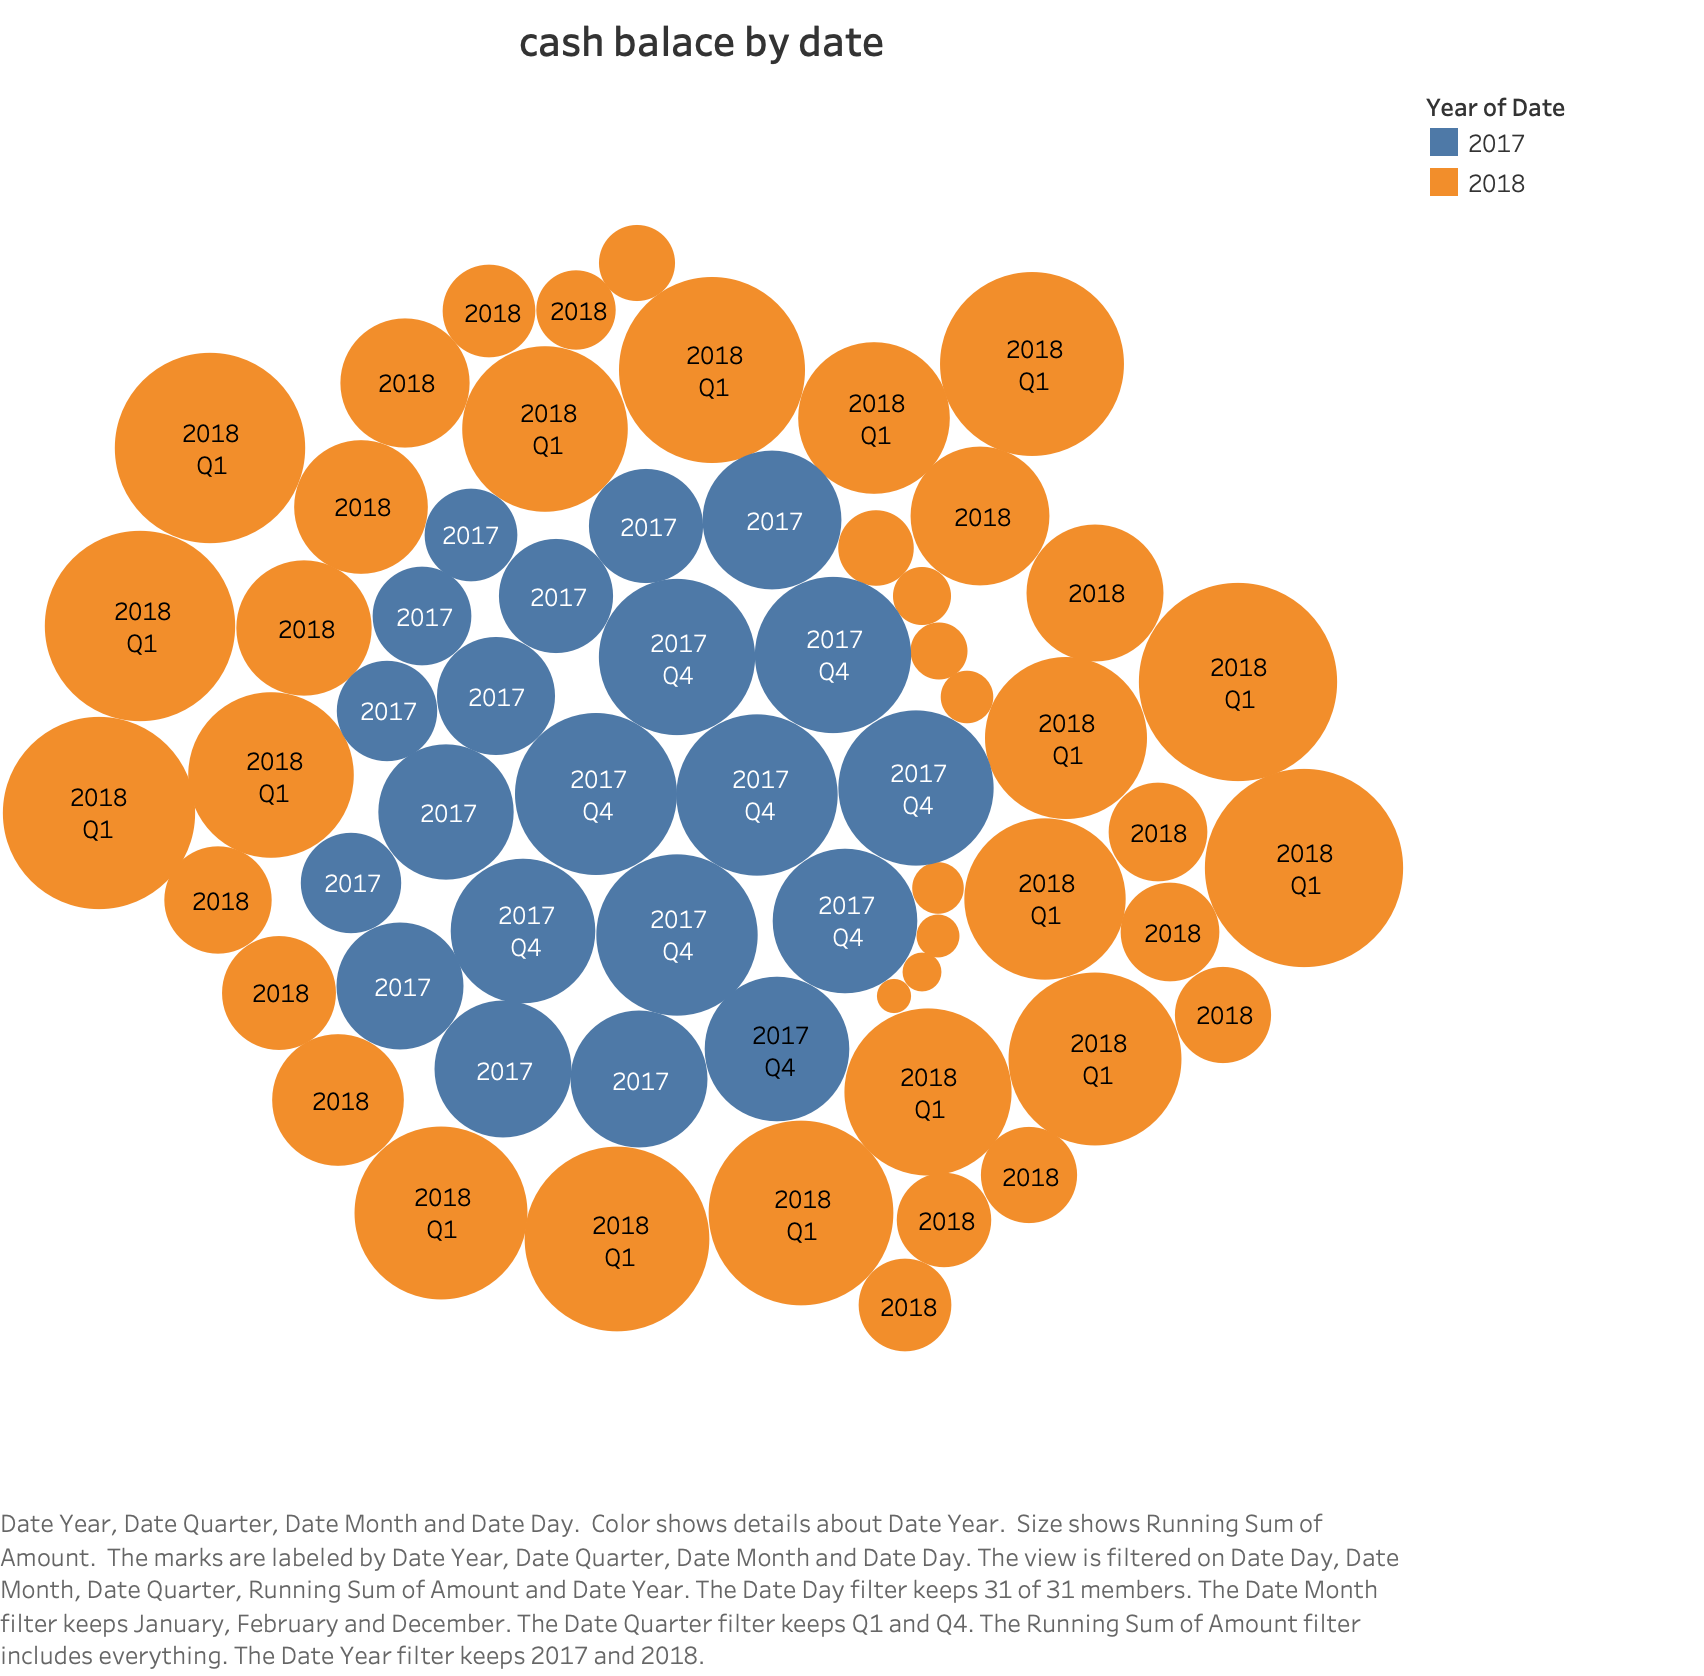 cash balace by date
Year of Date
2017
2018
2018
2018
2018
Q1
2018
Q1
2018
2018
Q1
2018
Q1
2018
Q1
2018
2017
2017
2018
2017
2018
2017
2017
2018
Q1
2018
2017
Q4
2017
Q4
2018
Q1
2017
2017
2018
Q1
2018
Q1
2017
Q4
2017
Q4
2017
Q4
2018
Q1
2017
2018
2018
Q1
2017
2018
Q1
2018
2017
Q4
2017
Q4
2017
Q4
2018
2018
2017
2018
2017
Q4
2018
Q1
2017
2017
2018
Q1
2018
2018
2018
Q1
2018
Q1
2018
Q1
2018
2018
Date Year, Date Quarter, Date Month and Date Day.  Color shows details about Date Year.  Size shows Running Sum of
Amount.  The marks are labeled by Date Year, Date Quarter, Date Month and Date Day. The view is filtered on Date Day, Date
Month, Date Quarter, Running Sum of Amount and Date Year. The Date Day filter keeps 31 of 31 members. The Date Month
filter keeps January, February and December. The Date Quarter filter keeps Q1 and Q4. The Running Sum of Amount filter
includes everything. The Date Year filter keeps 2017 and 2018.